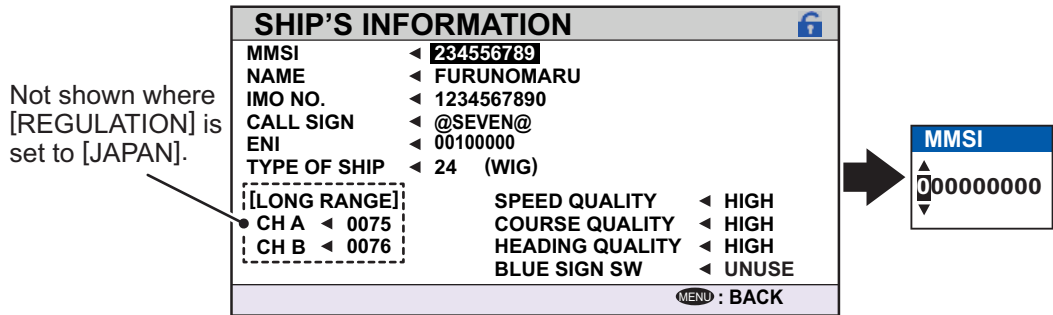 SHIP'S INFORMATION
MMSI ◄ 234556789
NAME ◄ FURUNOMARU
IMO NO. ◄ 1234567890
CALL SIGN ◄ @SEVEN@
ENI ◄ 00100000
TYPE OF SHIP ◄ 24 (WIG)
Not shown where
[REGULATION] is
set to [JAPAN].
[LONG RANGE]
CH A ◄ 0075
CH B ◄ 0076
SPEED QUALITY ◄ HIGH
COURSE QUALITY ◄ HIGH
HEADING QUALITY ◄ HIGH
BLUE SIGN SW ◄ UNUSE
MENU : BACK
MMSI
000000000